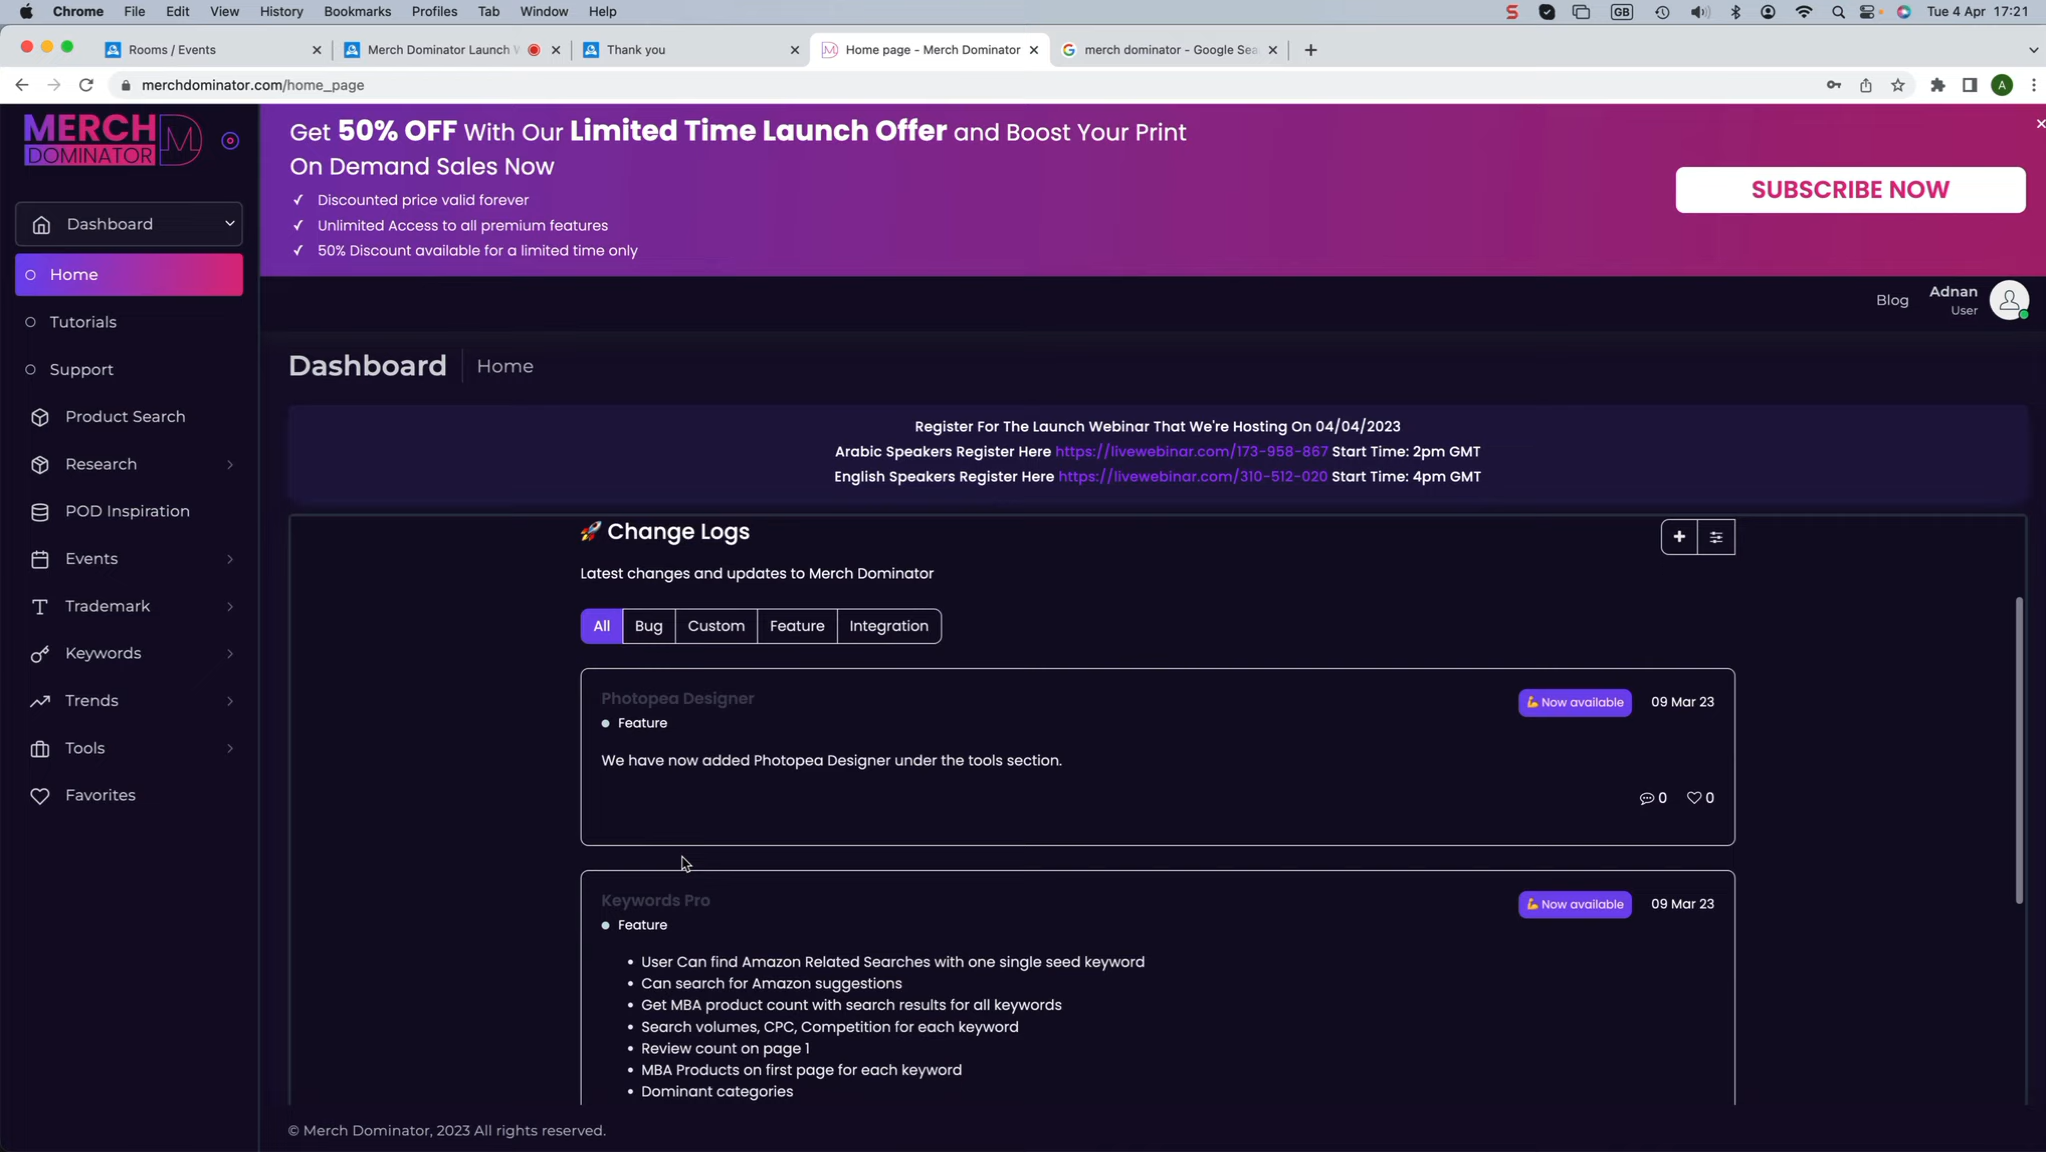 Chrome File Edit View History Bookmarks Profiles Tab Window Help GB Tue 4 Apr 17:21
Rooms / Events Merch Dominator Launch W Thank you Home page - Merch Dominator merch dominator - Google Sea
merchdominator.com/home_page A
MERCH
DOMINATOR
Get 50% OFF With Our Limited Time Launch Offer and Boost Your Print
On Demand Sales Now
✓ Discounted price valid forever
✓ Unlimited Access to all premium features
✓ 50% Discount available for a limited time only
SUBSCRIBE NOW
Dashboard
Home
Tutorials
Support
Product Search
Research
POD Inspiration
Events
Trademark
Keywords
Trends
Tools
Favorites
Blog
Adnan
User
Dashboard Home
Register For The Launch Webinar That We're Hosting On 04/04/2023
Arabic Speakers Register Here https://livewebinar.com/173-958-867 Start Time: 2pm GMT
English Speakers Register Here https://livewebinar.com/310-512-020 Start Time: 4pm GMT
🚀 Change Logs
Latest changes and updates to Merch Dominator
All Bug Custom Feature Integration
Photopea Designer 💪 Now available 09 Mar 23
• Feature
We have now added Photopea Designer under the tools section.
0 0
Keywords Pro 💪 Now available 09 Mar 23
• Feature
• User Can find Amazon Related Searches with one single seed keyword
• Can search for Amazon suggestions
• Get MBA product count with search results for all keywords
• Search volumes, CPC, Competition for each keyword
• Review count on page 1
• MBA Products on first page for each keyword
• Dominant categories
© Merch Dominator, 2023 All rights reserved.